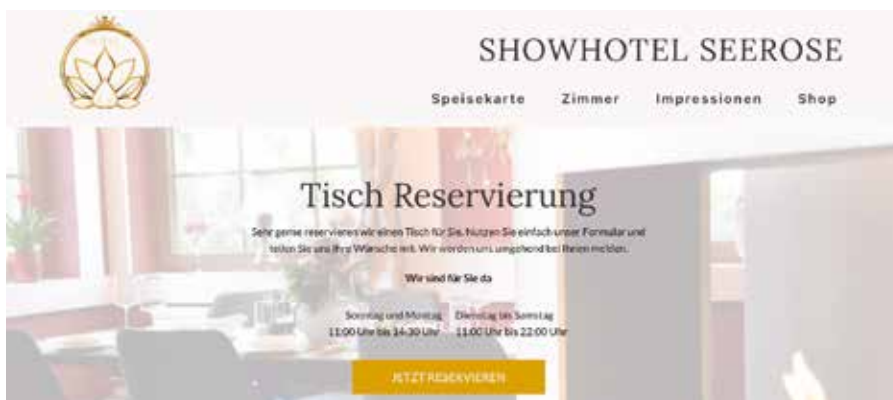 SHOWHOTEL SEEROSE
Speisekarte Zimmer Impressionen Shop
Tisch Reservierung
Sehr gerne reservieren wir einen Tisch für Sie. Nutzen Sie einfach unser Formular und
teilen Sie uns Ihre Wünsche mit. Wir werden uns umgehend bei Ihnen melden.
Wir sind für Sie da
Sonntag und Montag Dienstag bis Samstag
11:00 Uhr bis 14:30 Uhr 11:00 Uhr bis 22:00 Uhr
JETZT RESERVIEREN